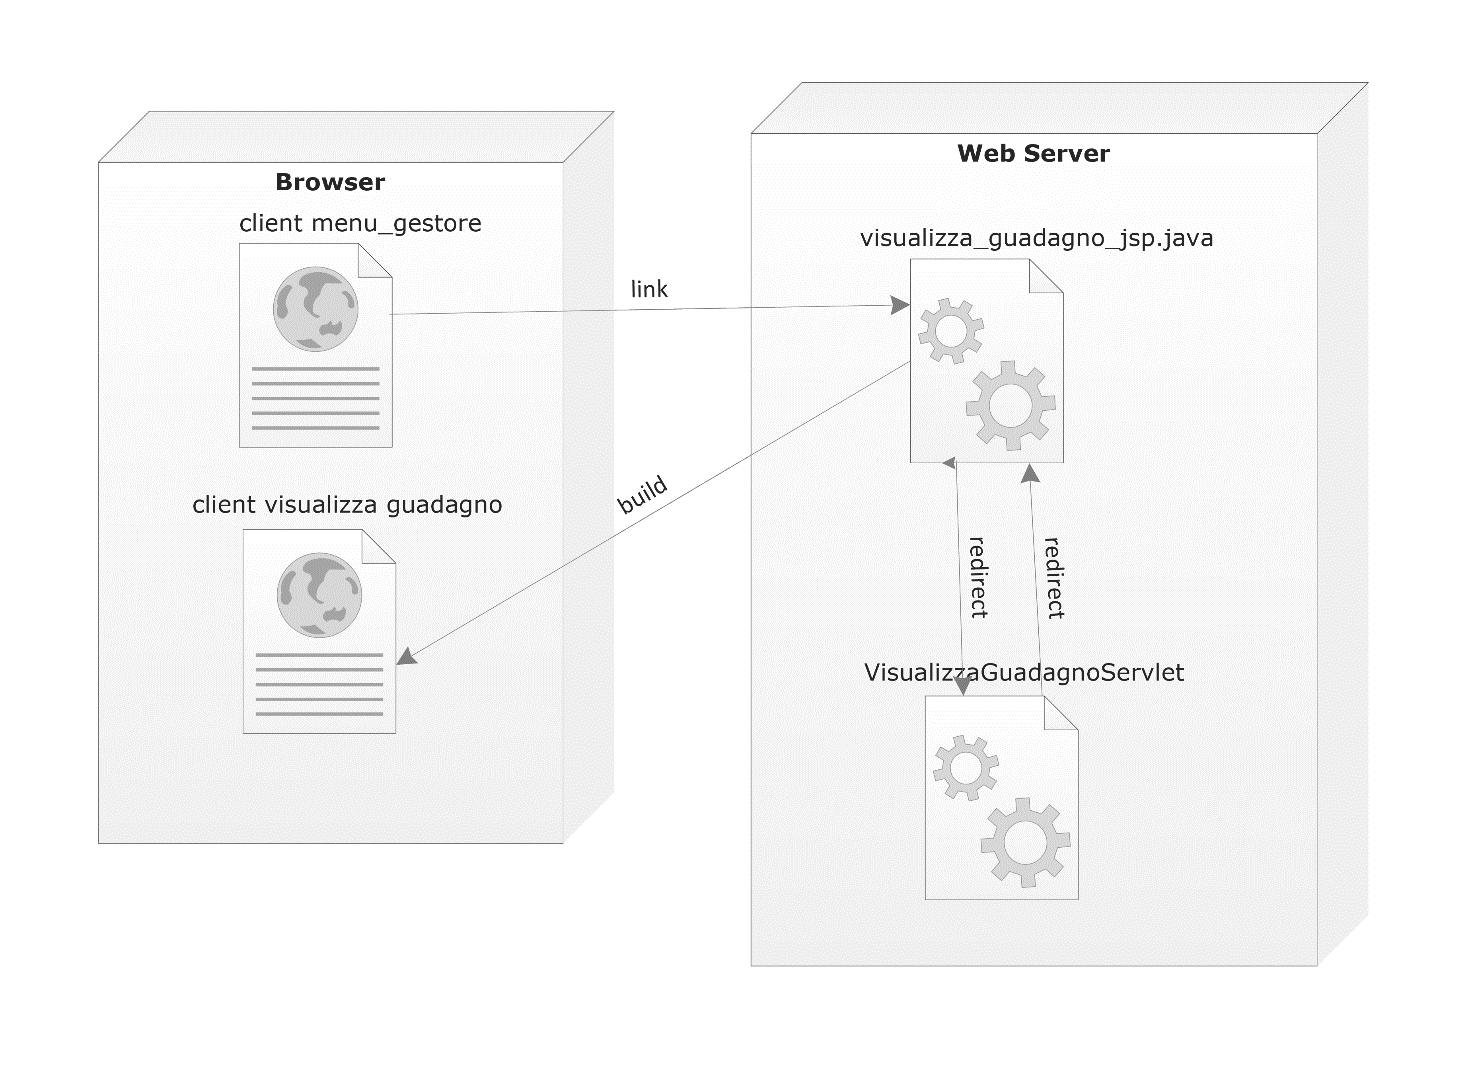 Browser
client menu_gestore
client visualizza guadagno
link
build
Web Server
visualizza_guadagno_jsp.java
redirect
redirect
VisualizzaGuadagnoServlet